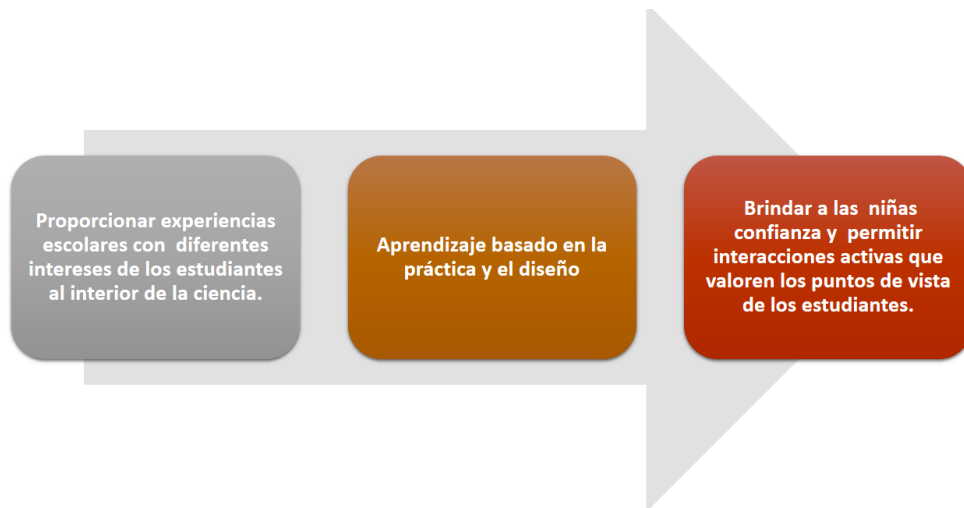 Proporcionar experiencias
escolares con diferentes
intereses de los estudiantes
al interior de la ciencia.
Aprendizaje basado en la
práctica y el diseño
Brindar a las niñas
confianza y permitir
interacciones activas que
valoren los puntos de vista
de los estudiantes.